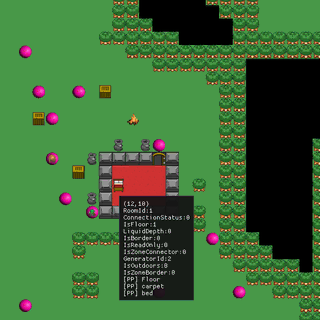 (12,10)
RoomId:1
ConnectionStatus:0
IsFloor:1
LiquidDepth:0
IsBorder:0
IsReadOnly:0
IsZoneConnector:0
GeneratorId:2
IsOutdoors:0
IsZoneBorder:0
[PP] Floor
[PP] carpet
[PP] bed